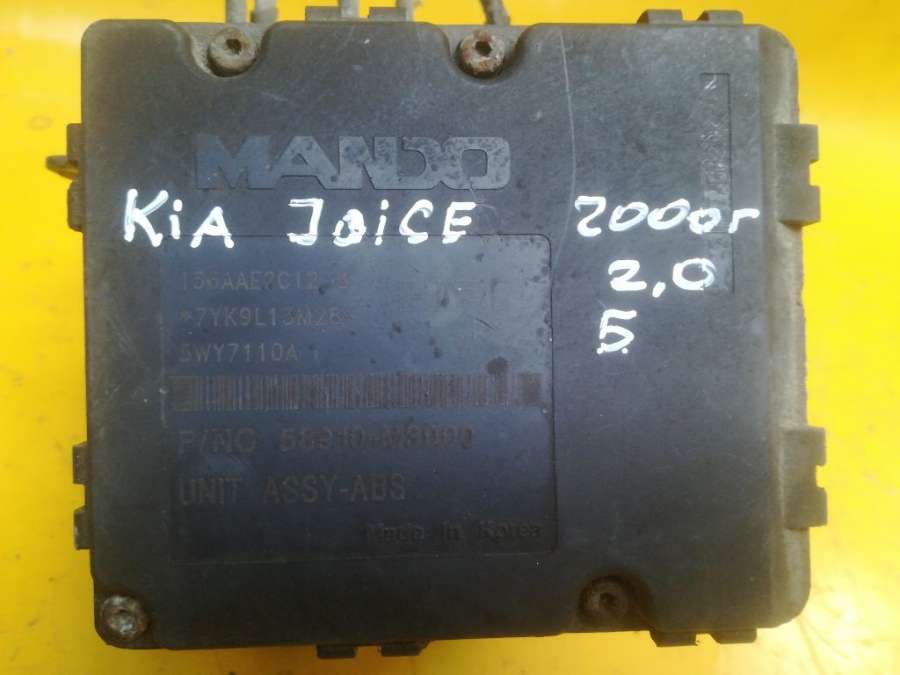 MANDO
KiA JOiCE 2000г
2,0
5
5WY7110A
P/NO
UNIT ASSY-ABS
Made in Korea